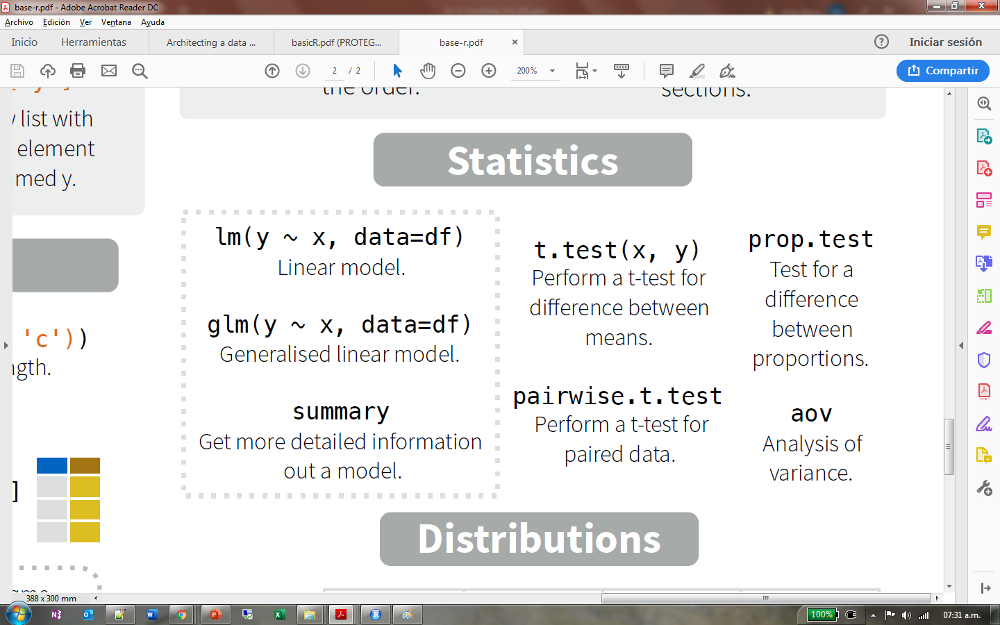 base-r.pdf - Adobe Acrobat Reader DC
Archivo Edición Ver Ventana Ayuda
Inicio Herramientas Architecting a data ... basicR.pdf (PROTEG... base-r.pdf × Iniciar sesión
2 / 2 200% Compartir
the order. sections.
list with
element
med y.
Statistics
lm(y ~ x, data=df)
Linear model.
glm(y ~ x, data=df)
Generalised linear model.
summary
Get more detailed information
out a model.
t.test(x, y)
Perform a t-test for
difference between
means.
pairwise.t.test
Perform a t-test for
paired data.
prop.test
Test for a
difference
between
proportions.
aov
Analysis of
variance.
'c'))
ngth.
]
Distributions
388 x 300 mm
100% 07:31 a.m.